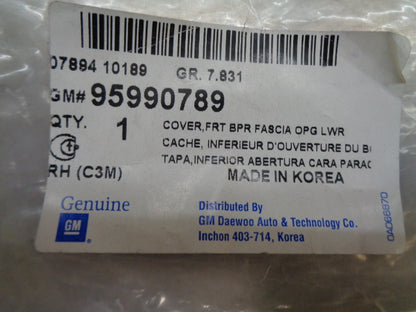 07894 10189 GR. 7.831
GM# 95990789
QTY. 1
COVER,FRT BPR FASCIA OPG LWR
CACHE, INFERIEUR D'OUVERTURE DU
TAPA,INFERIOR ABERTURA CARA PARAC
RH (C3M) MADE IN KOREA
Genuine
GM
Distributed By
GM Daewoo Auto & Technology Co.
Inchon 403-714, Korea